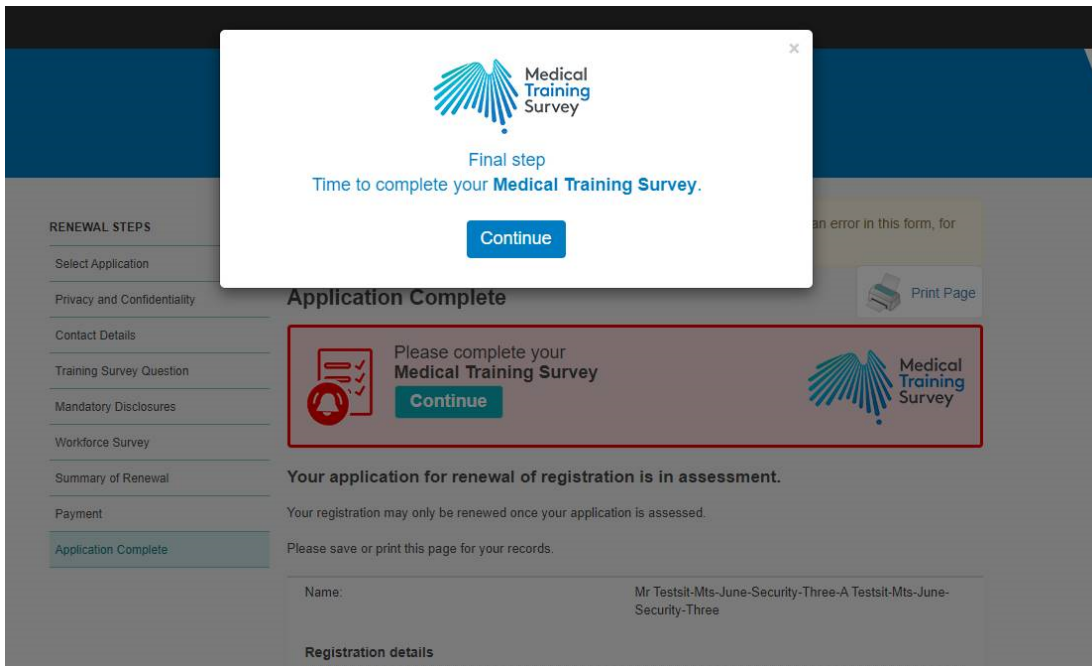 ×
Medical
Training
Survey
Final step
Time to complete your Medical Training Survey.
Continue
RENEWAL STEPS
Select Application
Privacy and Confidentiality
Contact Details
Training Survey Question
Mandatory Disclosures
Workforce Survey
Summary of Renewal
Payment
Application Complete
an error in this form, for
Print Page
Application Complete
Please complete your
Medical Training Survey
Continue
Medical
Training
Survey
Your application for renewal of registration is in assessment.
Your registration may only be renewed once your application is assessed.
Please save or print this page for your records.
Name:
Mr Testsit-Mts-June-Security-Three-A Testsit-Mts-June-
Security-Three
Registration details